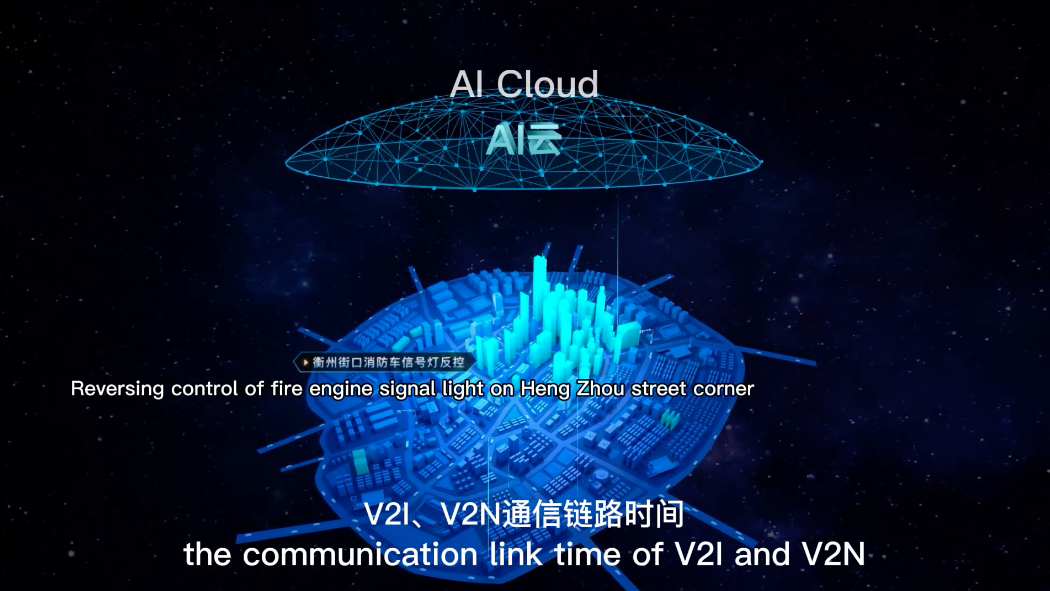 AI Cloud
AI云
衡州街口消防车信号灯反控
Reversing control of fire engine signal light on Heng Zhou street corner
V2I、V2N通信链路时间
the communication link time of V2I and V2N